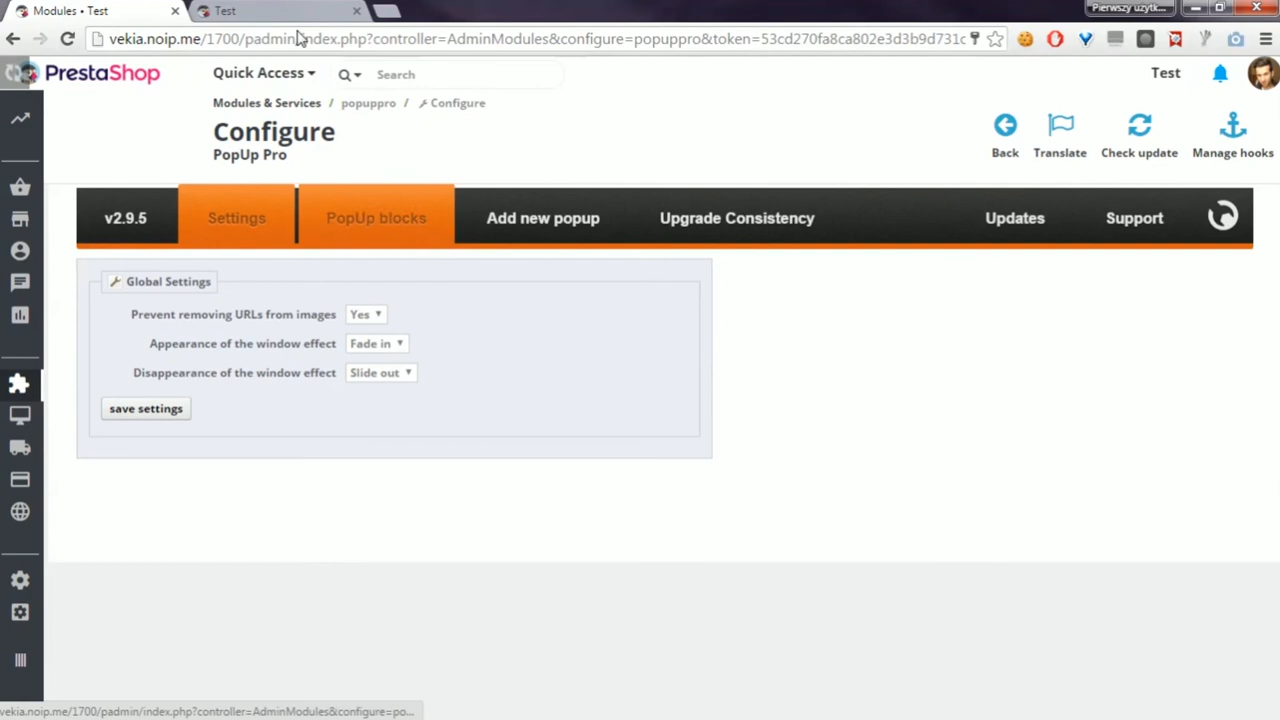 Modules • Test
Test
Pierwszy użytk...
vekia.noip.me/1700/padmin/index.php?controller=AdminModules&configure=popuppro&token=53cd270fa8ca802e3d3b9d731c
PrestaShop
Quick Access
Search
Test
Modules & Services / popuppro / Configure
Configure
PopUp Pro
Back
Translate
Check update
Manage hooks
v2.9.5
Settings
PopUp blocks
Add new popup
Upgrade Consistency
Updates
Support
Global Settings
Prevent removing URLs from images
Yes
Appearance of the window effect
Fade in
Disappearance of the window effect
Slide out
save settings
vekia.noip.me/1700/padmin/index.php?controller=AdminModules&configure=po...